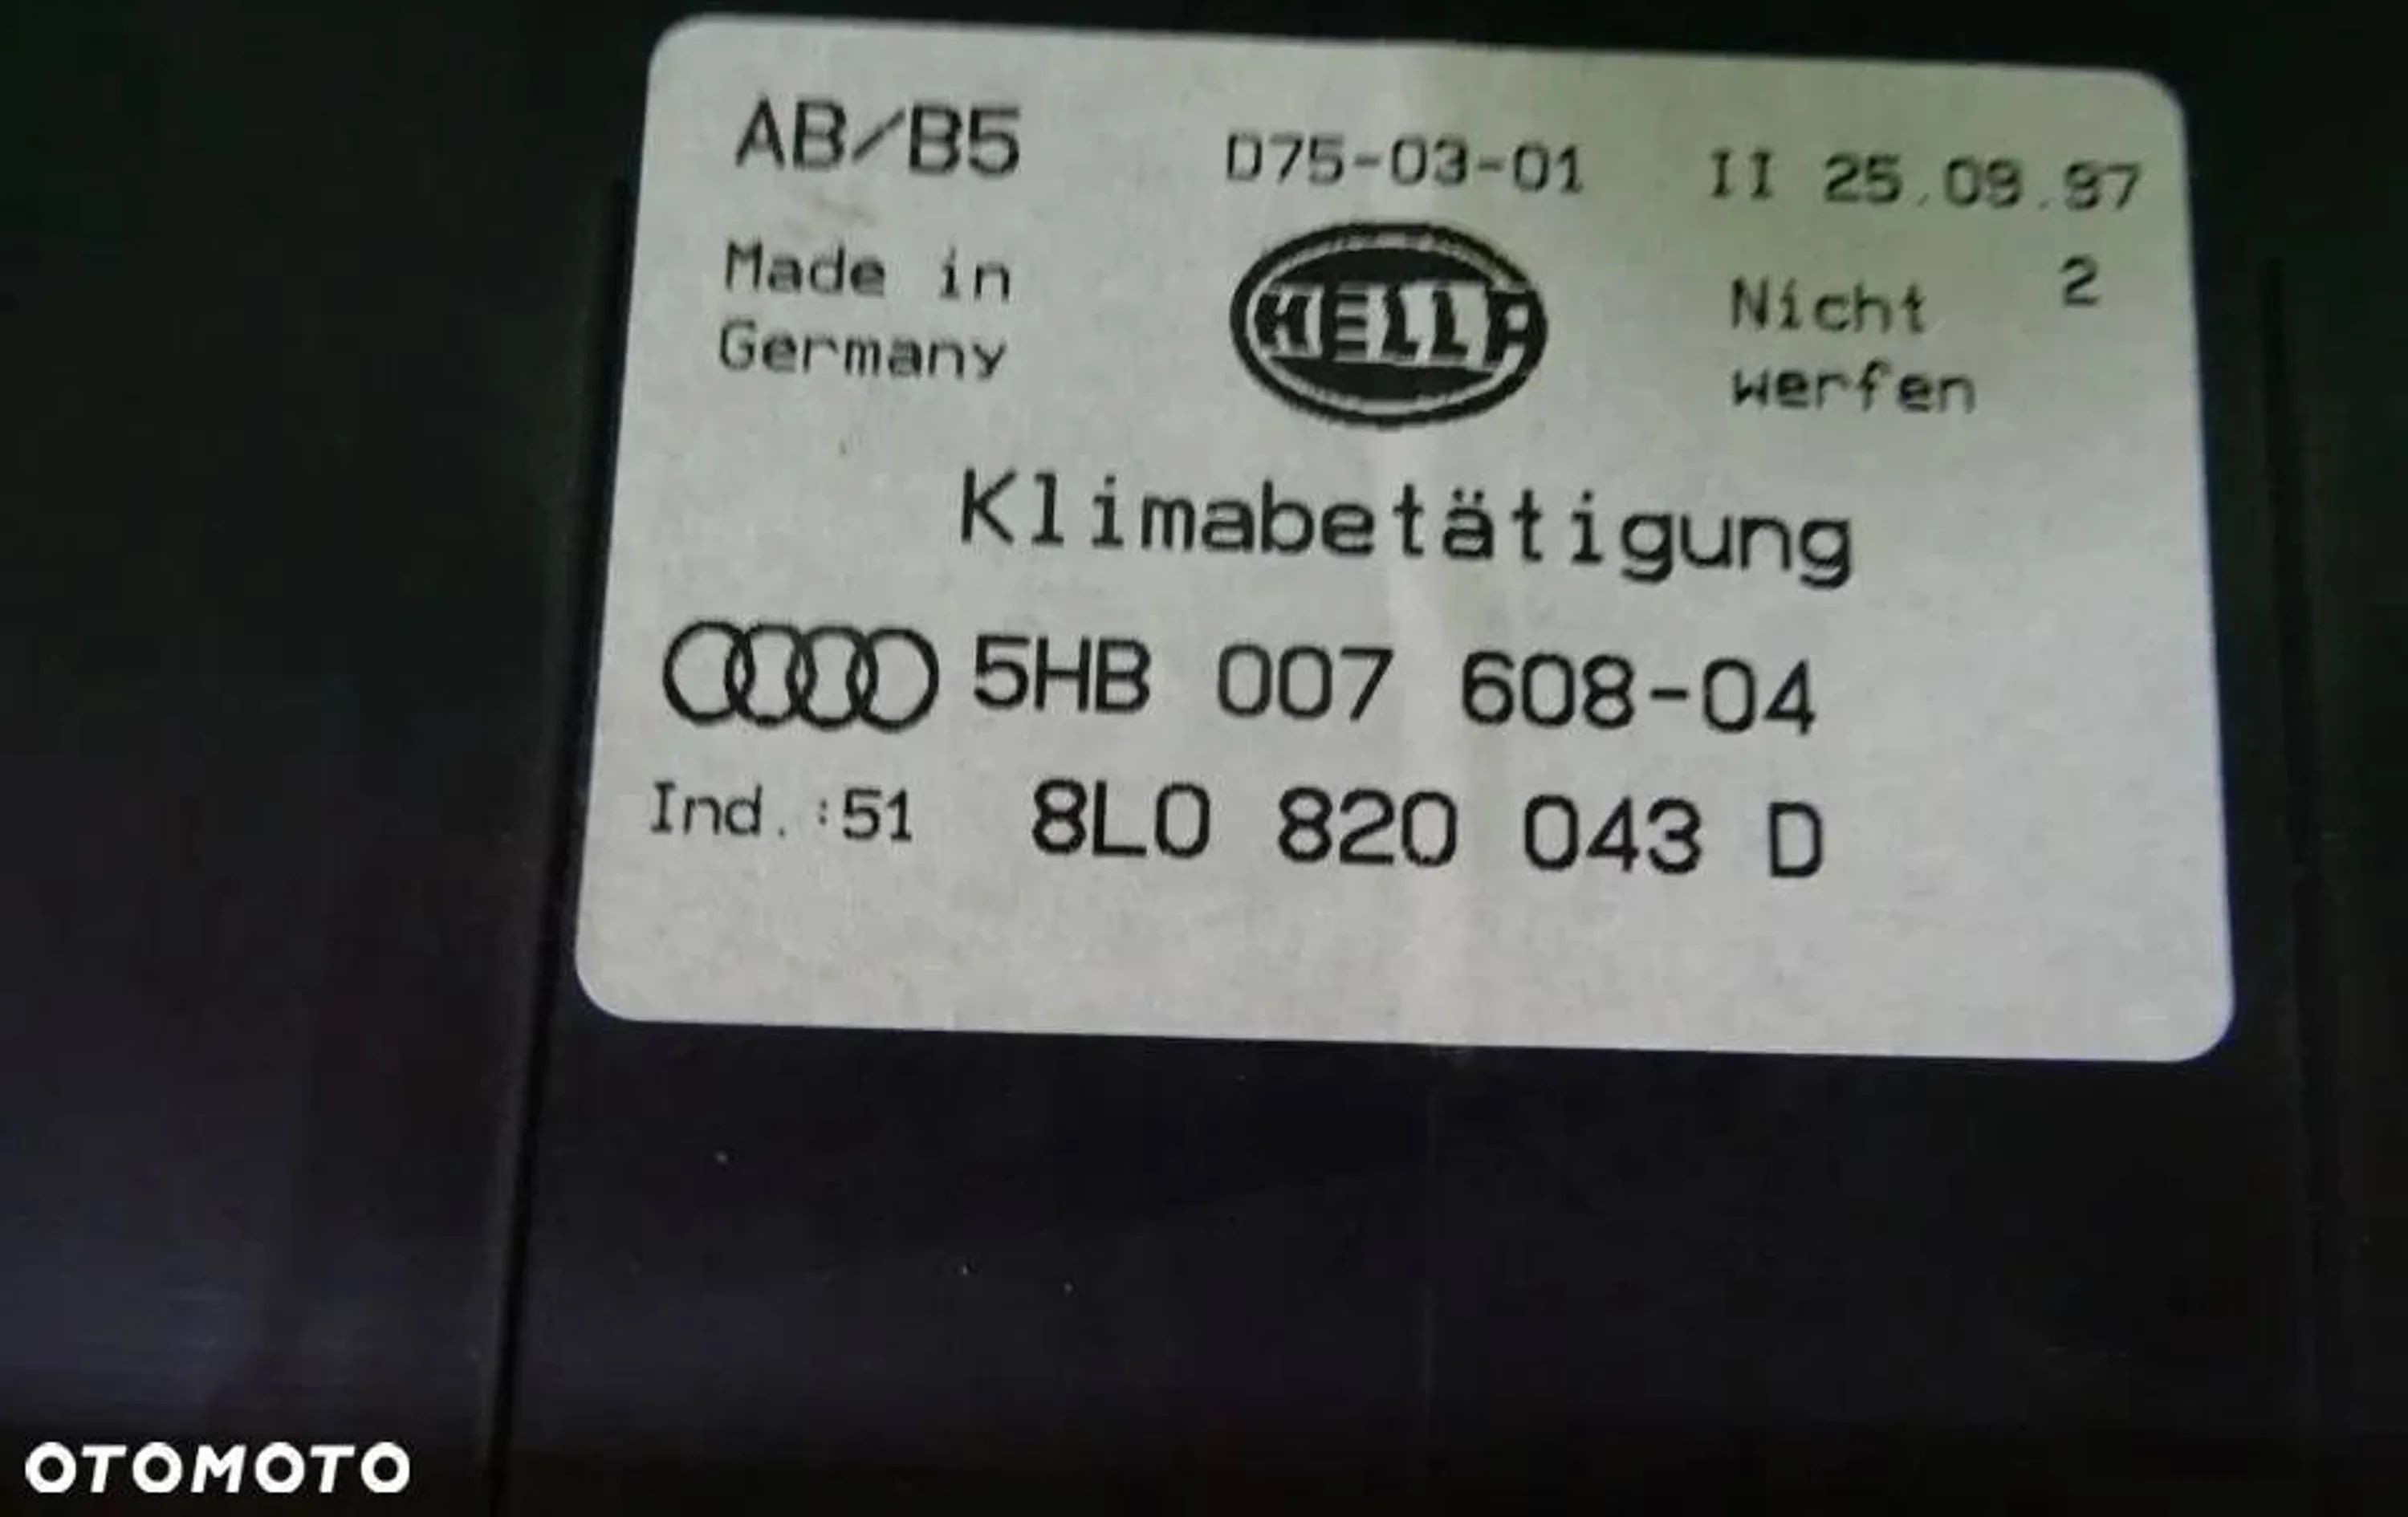 AB/B5 D75-03-01 II 25.09.97
Made in Germany
HELLA
Nicht werfen
2
Klimabetätigung
5HB 007 608-04
Ind.:51 8L0 820 043 D
OTOMOTO